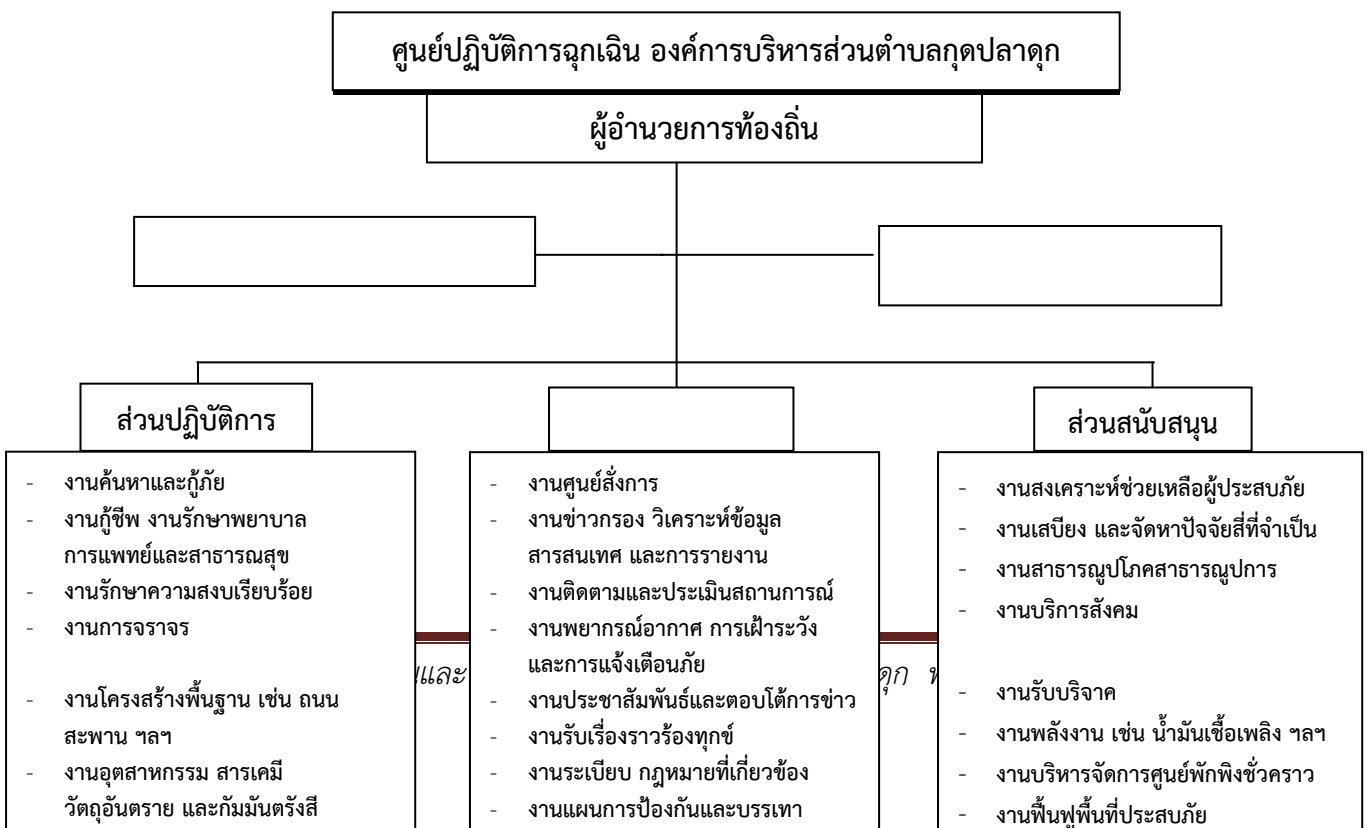 ศูนย์ปฏิบัติการฉุกเฉิน องค์การบริหารส่วนตำบลกุดปลาดุก
ผู้อำนวยการท้องถิ่น
ส่วนปฏิบัติการ
- งานค้นหาและกู้ภัย
- งานกู้ชีพ งานรักษาพยาบาล
การแพทย์และสาธารณสุข
- งานรักษาความสงบเรียบร้อย
- งานการจราจร
- งานโครงสร้างพื้นฐาน เช่น ถนน
สะพาน ฯลฯ
- งานอุตสาหกรรม สารเคมี
วัตถุอันตราย และกัมมันตรังสี
- งานศูนย์สั่งการ
- งานข่าวกรอง วิเคราะห์ข้อมูล
สารสนเทศ และการรายงาน
- งานติดตามและประเมินสถานการณ์
- งานพยากรณ์อากาศ การเฝ้าระวัง
และการแจ้งเตือนภัย
- งานประชาสัมพันธ์และตอบโต้การข่าว
- งานรับเรื่องราวร้องทุกข์
- งานระเบียบ กฎหมายที่เกี่ยวข้อง
- งานแผนการป้องกันและบรรเทา
ส่วนสนับสนุน
- งานสงเคราะห์ช่วยเหลือผู้ประสบภัย
- งานเสบียง และจัดหาปัจจัยสี่ที่จำเป็น
- งานสาธารณูปโภคสาธารณูปการ
- งานบริการสังคม
- งานรับบริจาค
- งานพลังงาน เช่น น้ำมันเชื้อเพลิง ฯลฯ
- งานบริหารจัดการศูนย์พักพิงชั่วคราว
- งานฟื้นฟูพื้นที่ประสบภัย
และ
ดุก